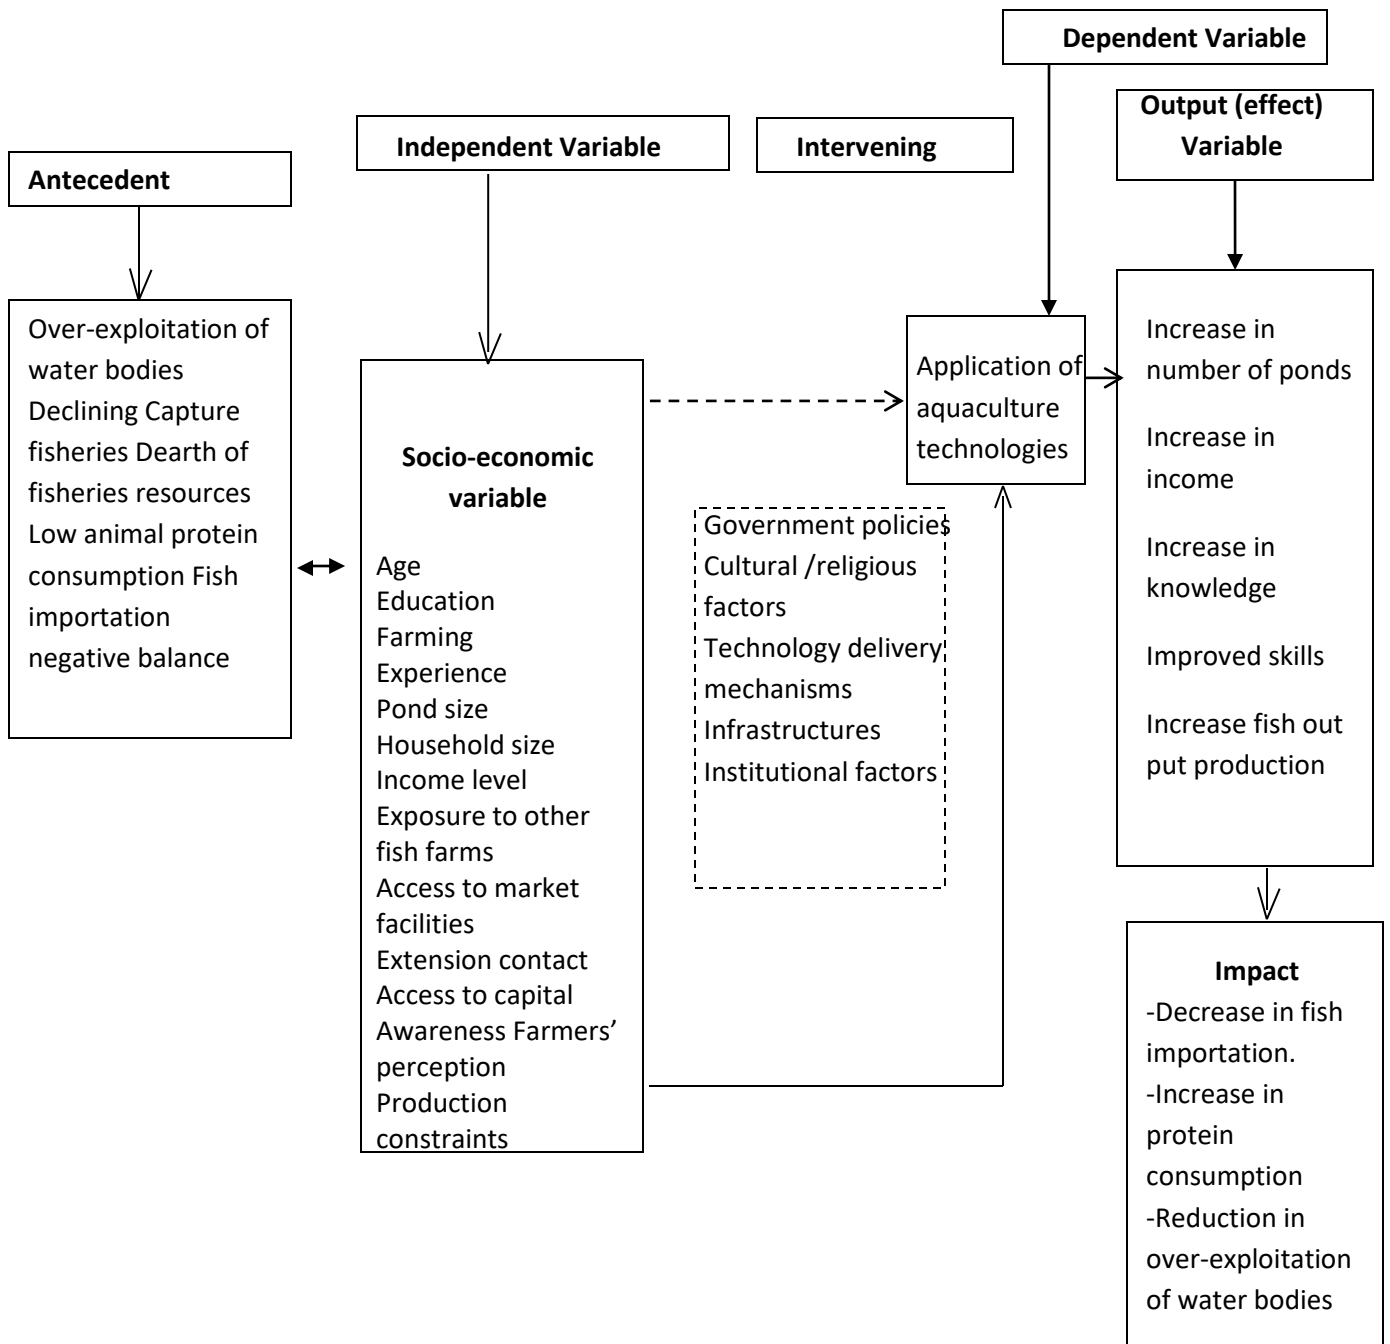 Dependent Variable
Output (effect)
Variable
Independent Variable
Intervening
Antecedent
Over-exploitation of
water bodies
Declining Capture
fisheries Dearth of
fisheries resources
Low animal protein
consumption Fish
importation
negative balance
Socio-economic
variable
Age
Education
Farming
Experience
Pond size
Household size
Income level
Exposure to other
fish farms
Access to market
facilities
Extension contact
Access to capital
Awareness Farmers’
perception
Production
constraints
Government policies
Cultural /religious
factors
Technology delivery
mechanisms
Infrastructures
Institutional factors
Application of
aquaculture
technologies
Increase in
number of ponds
Increase in
income
Increase in
knowledge
Improved skills
Increase fish out
put production
Impact
-Decrease in fish
importation.
-Increase in
protein
consumption
-Reduction in
over-exploitation
of water bodies